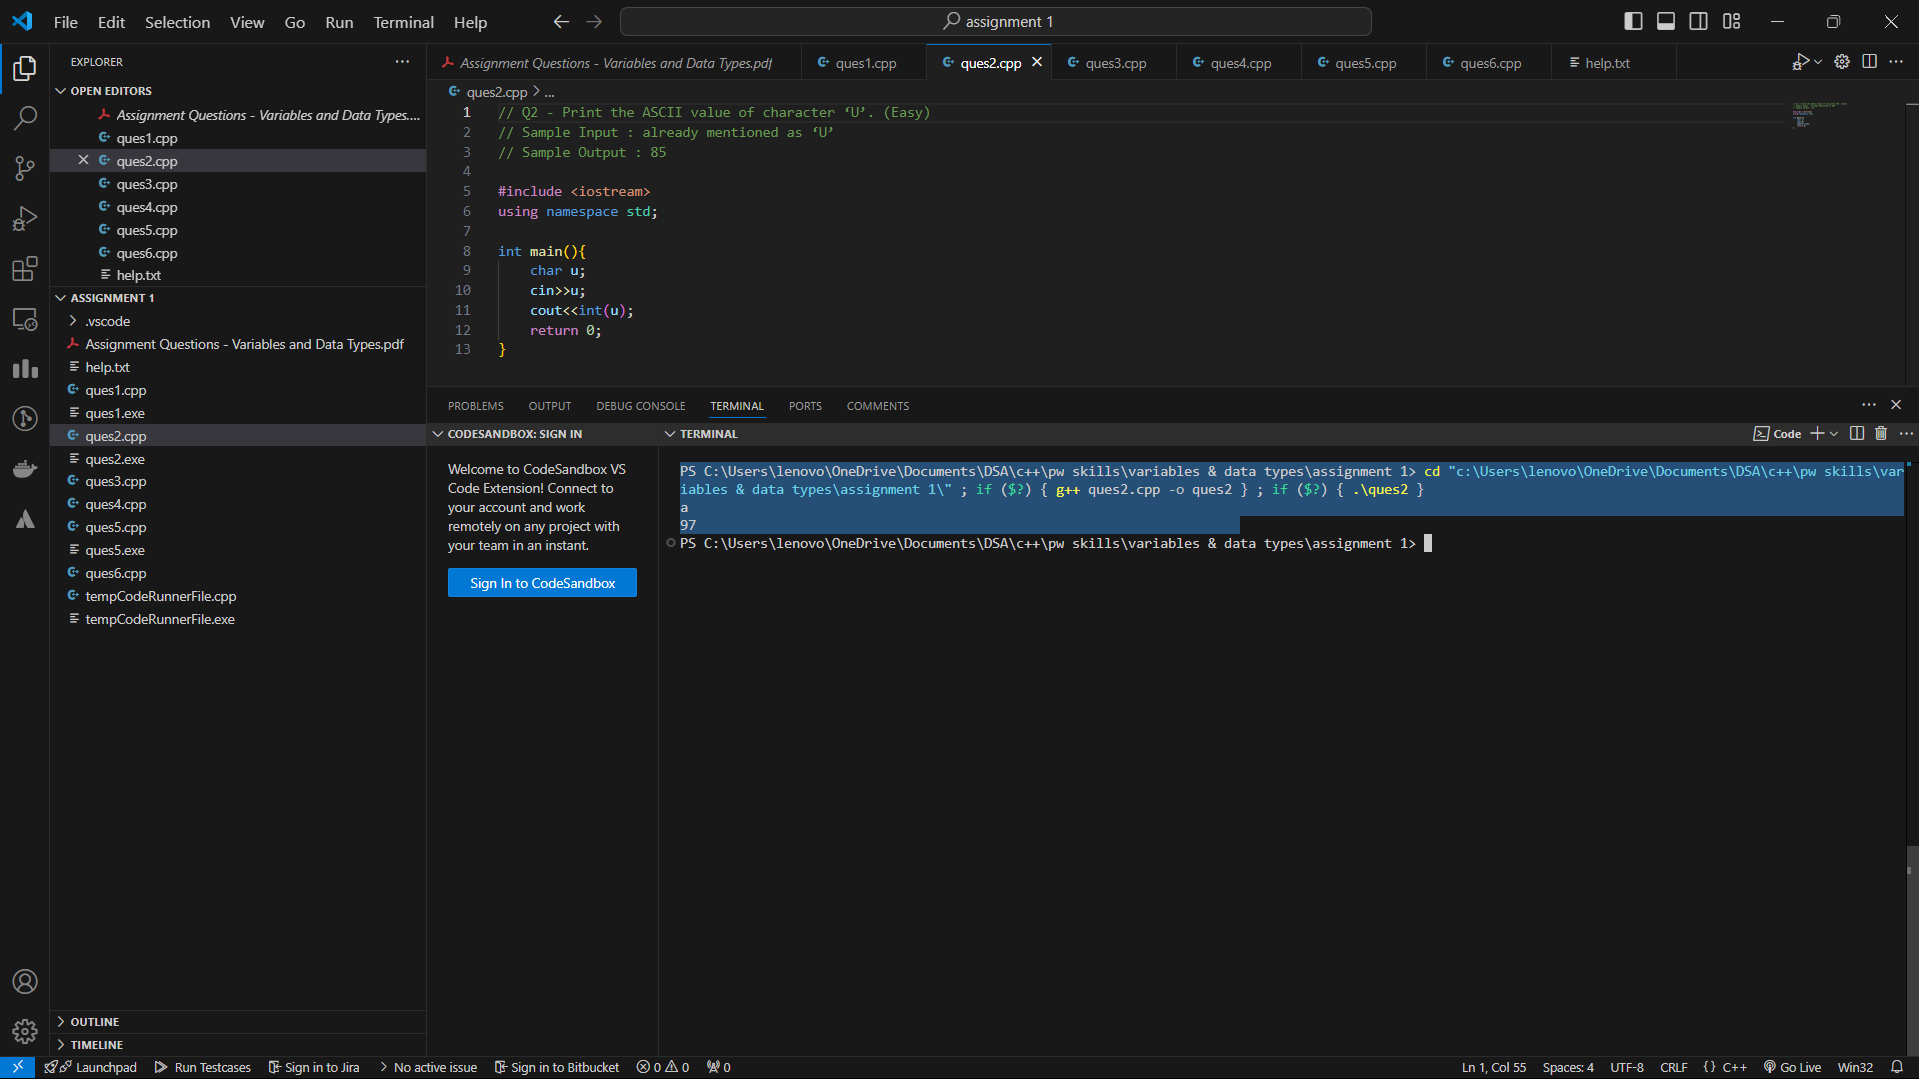 File Edit Selection View Go Run Terminal Help
assignment 1
EXPLORER
OPEN EDITORS
Assignment Questions - Variables and Data Types....
ques1.cpp
ques2.cpp
ques3.cpp
ques4.cpp
ques5.cpp
ques6.cpp
help.txt
ASSIGNMENT 1
.vscode
Assignment Questions - Variables and Data Types.pdf
help.txt
ques1.cpp
ques1.exe
ques2.cpp
ques2.exe
ques3.cpp
ques4.cpp
ques5.cpp
ques5.exe
ques6.cpp
tempCodeRunnerFile.cpp
tempCodeRunnerFile.exe
OUTLINE
TIMELINE
Assignment Questions - Variables and Data Types.pdf ques1.cpp ques2.cpp ques3.cpp ques4.cpp ques5.cpp ques6.cpp help.txt
ques2.cpp > ...
1 // Q2 - Print the ASCII value of character ‘U’. (Easy)
2 // Sample Input : already mentioned as ‘U’
3 // Sample Output : 85
4
5 #include <iostream>
6 using namespace std;
7
8 int main(){
9     char u;
10     cin>>u;
11     cout<<int(u);
12     return 0;
13 }
PROBLEMS OUTPUT DEBUG CONSOLE TERMINAL PORTS COMMENTS
CODESANDBOX: SIGN IN
Welcome to CodeSandbox VS
Code Extension! Connect to
your account and work
remotely on any project with
your team in an instant.
Sign In to CodeSandbox
TERMINAL
Code
PS C:\Users\lenovo\OneDrive\Documents\DSA\c++\pw skills\variables & data types\assignment 1> cd "c:\Users\lenovo\OneDrive\Documents\DSA\c++\pw skills\var
iables & data types\assignment 1\" ; if ($?) { g++ ques2.cpp -o ques2 } ; if ($?) { .\ques2 }
a
97
PS C:\Users\lenovo\OneDrive\Documents\DSA\c++\pw skills\variables & data types\assignment 1>
Launchpad Run Testcases Sign in to Jira No active issue Sign in to Bitbucket 0 0 0 Ln 1, Col 55 Spaces: 4 UTF-8 CRLF {} C++ Go Live Win32